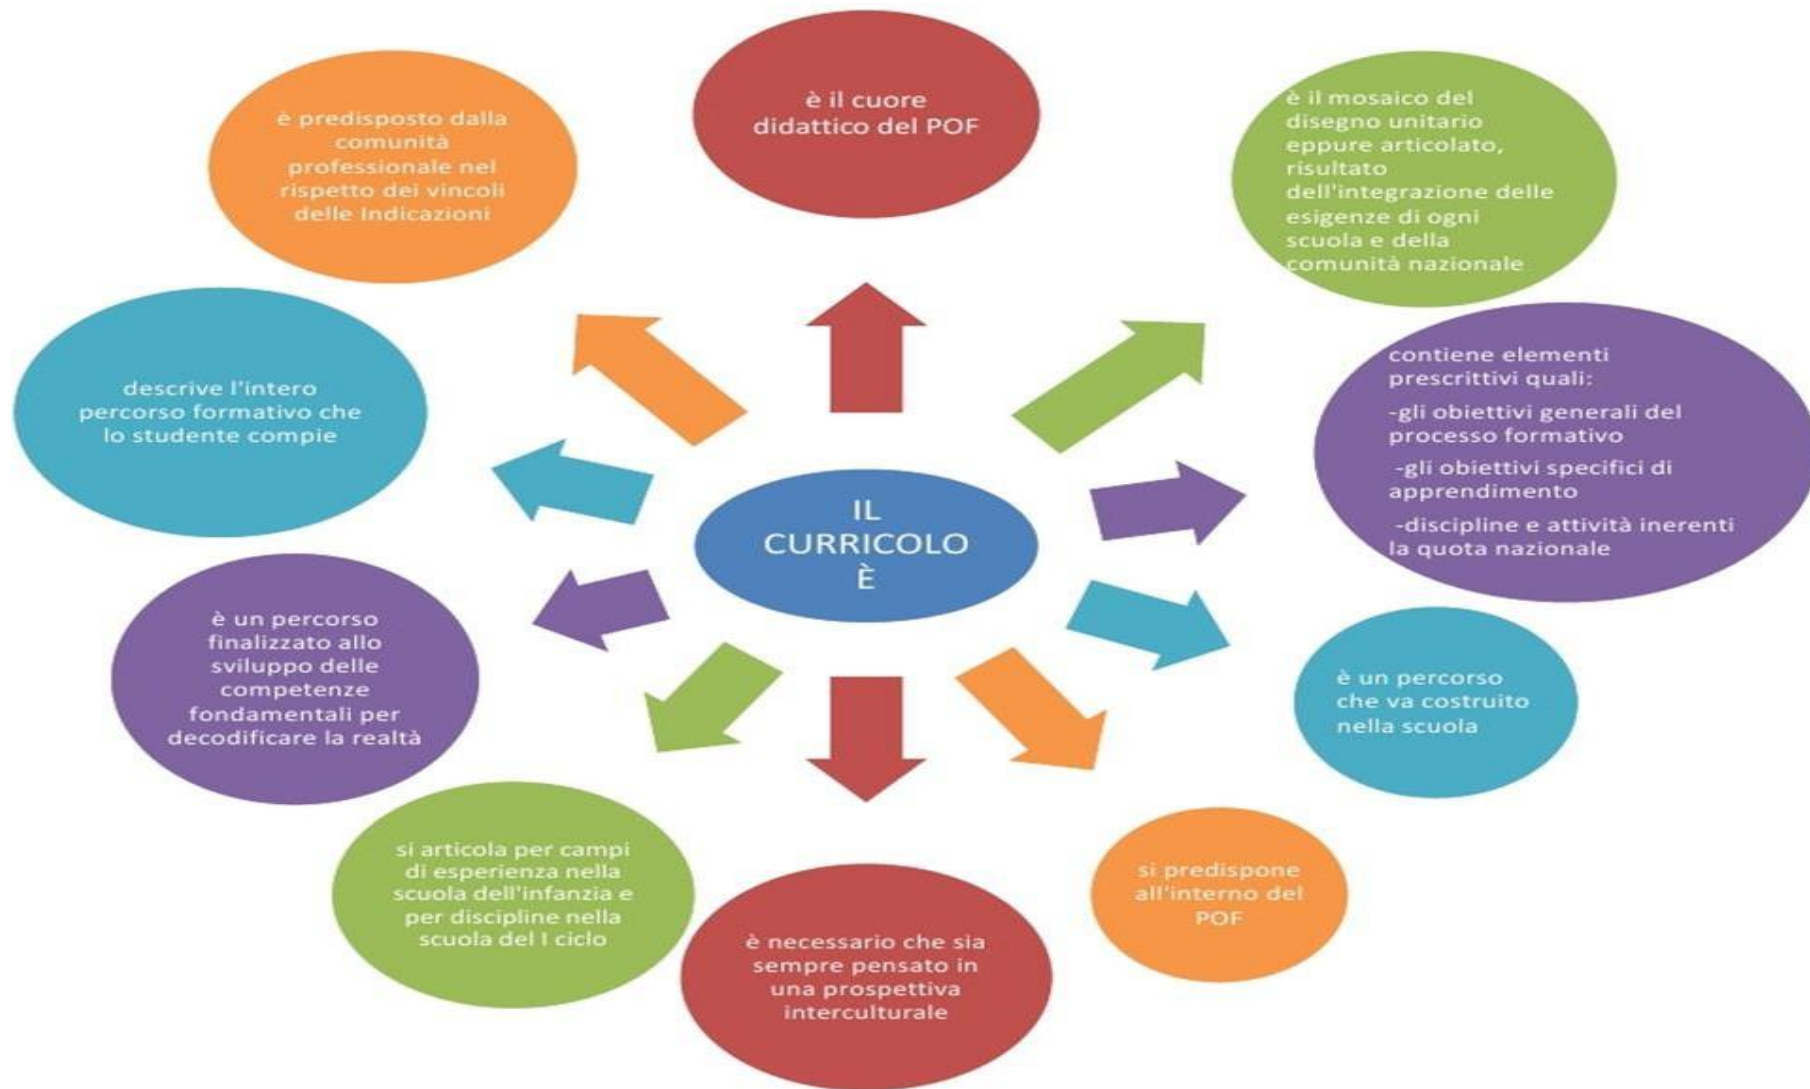 è il cuore
didattico del POF
è il mosaico del
disegno unitario
eppure articolato,
risultato
dell'integrazione delle
esigenze di ogni
scuola e della
comunità nazionale
contiene elementi
prescrittivi quali:
-gli obiettivi generali del
processo formativo
-gli obiettivi specifici di
apprendimento
-discipline e attività inerenti
la quota nazionale
è un percorso
che va costruito
nella scuola
si predispone
all'interno del
POF
è necessario che sia
sempre pensato in
una prospettiva
interculturale
si articola per campi
di esperienza nella
scuola dell'infanzia e
per discipline nella
scuola del I ciclo
è un percorso
finalizzato allo
sviluppo delle
competenze
fondamentali per
decodificare la realtà
descrive l'intero
percorso formativo che
lo studente compie
è predisposto dalla
comunità
professionale nel
rispetto dei vincoli
delle Indicazioni
IL
CURRICOLO
È